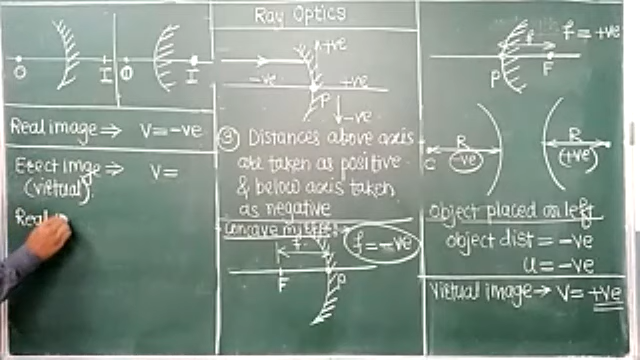 Ray Optics
O I O I
Real image ⇒ V = -ve
Erect imge ⇒ V =
(virtual)
Real i
+ve
-ve +ve
P
-ve
③ Distances above axis
are taken as positive
& below axis taken
as negative
Concave mirror
f = -ve
f
F P
f = +ve
f
P F
R R
C (-ve) (+ve)
Object placed on left
object dist = -ve
u = -ve
Virtual image → V = +ve